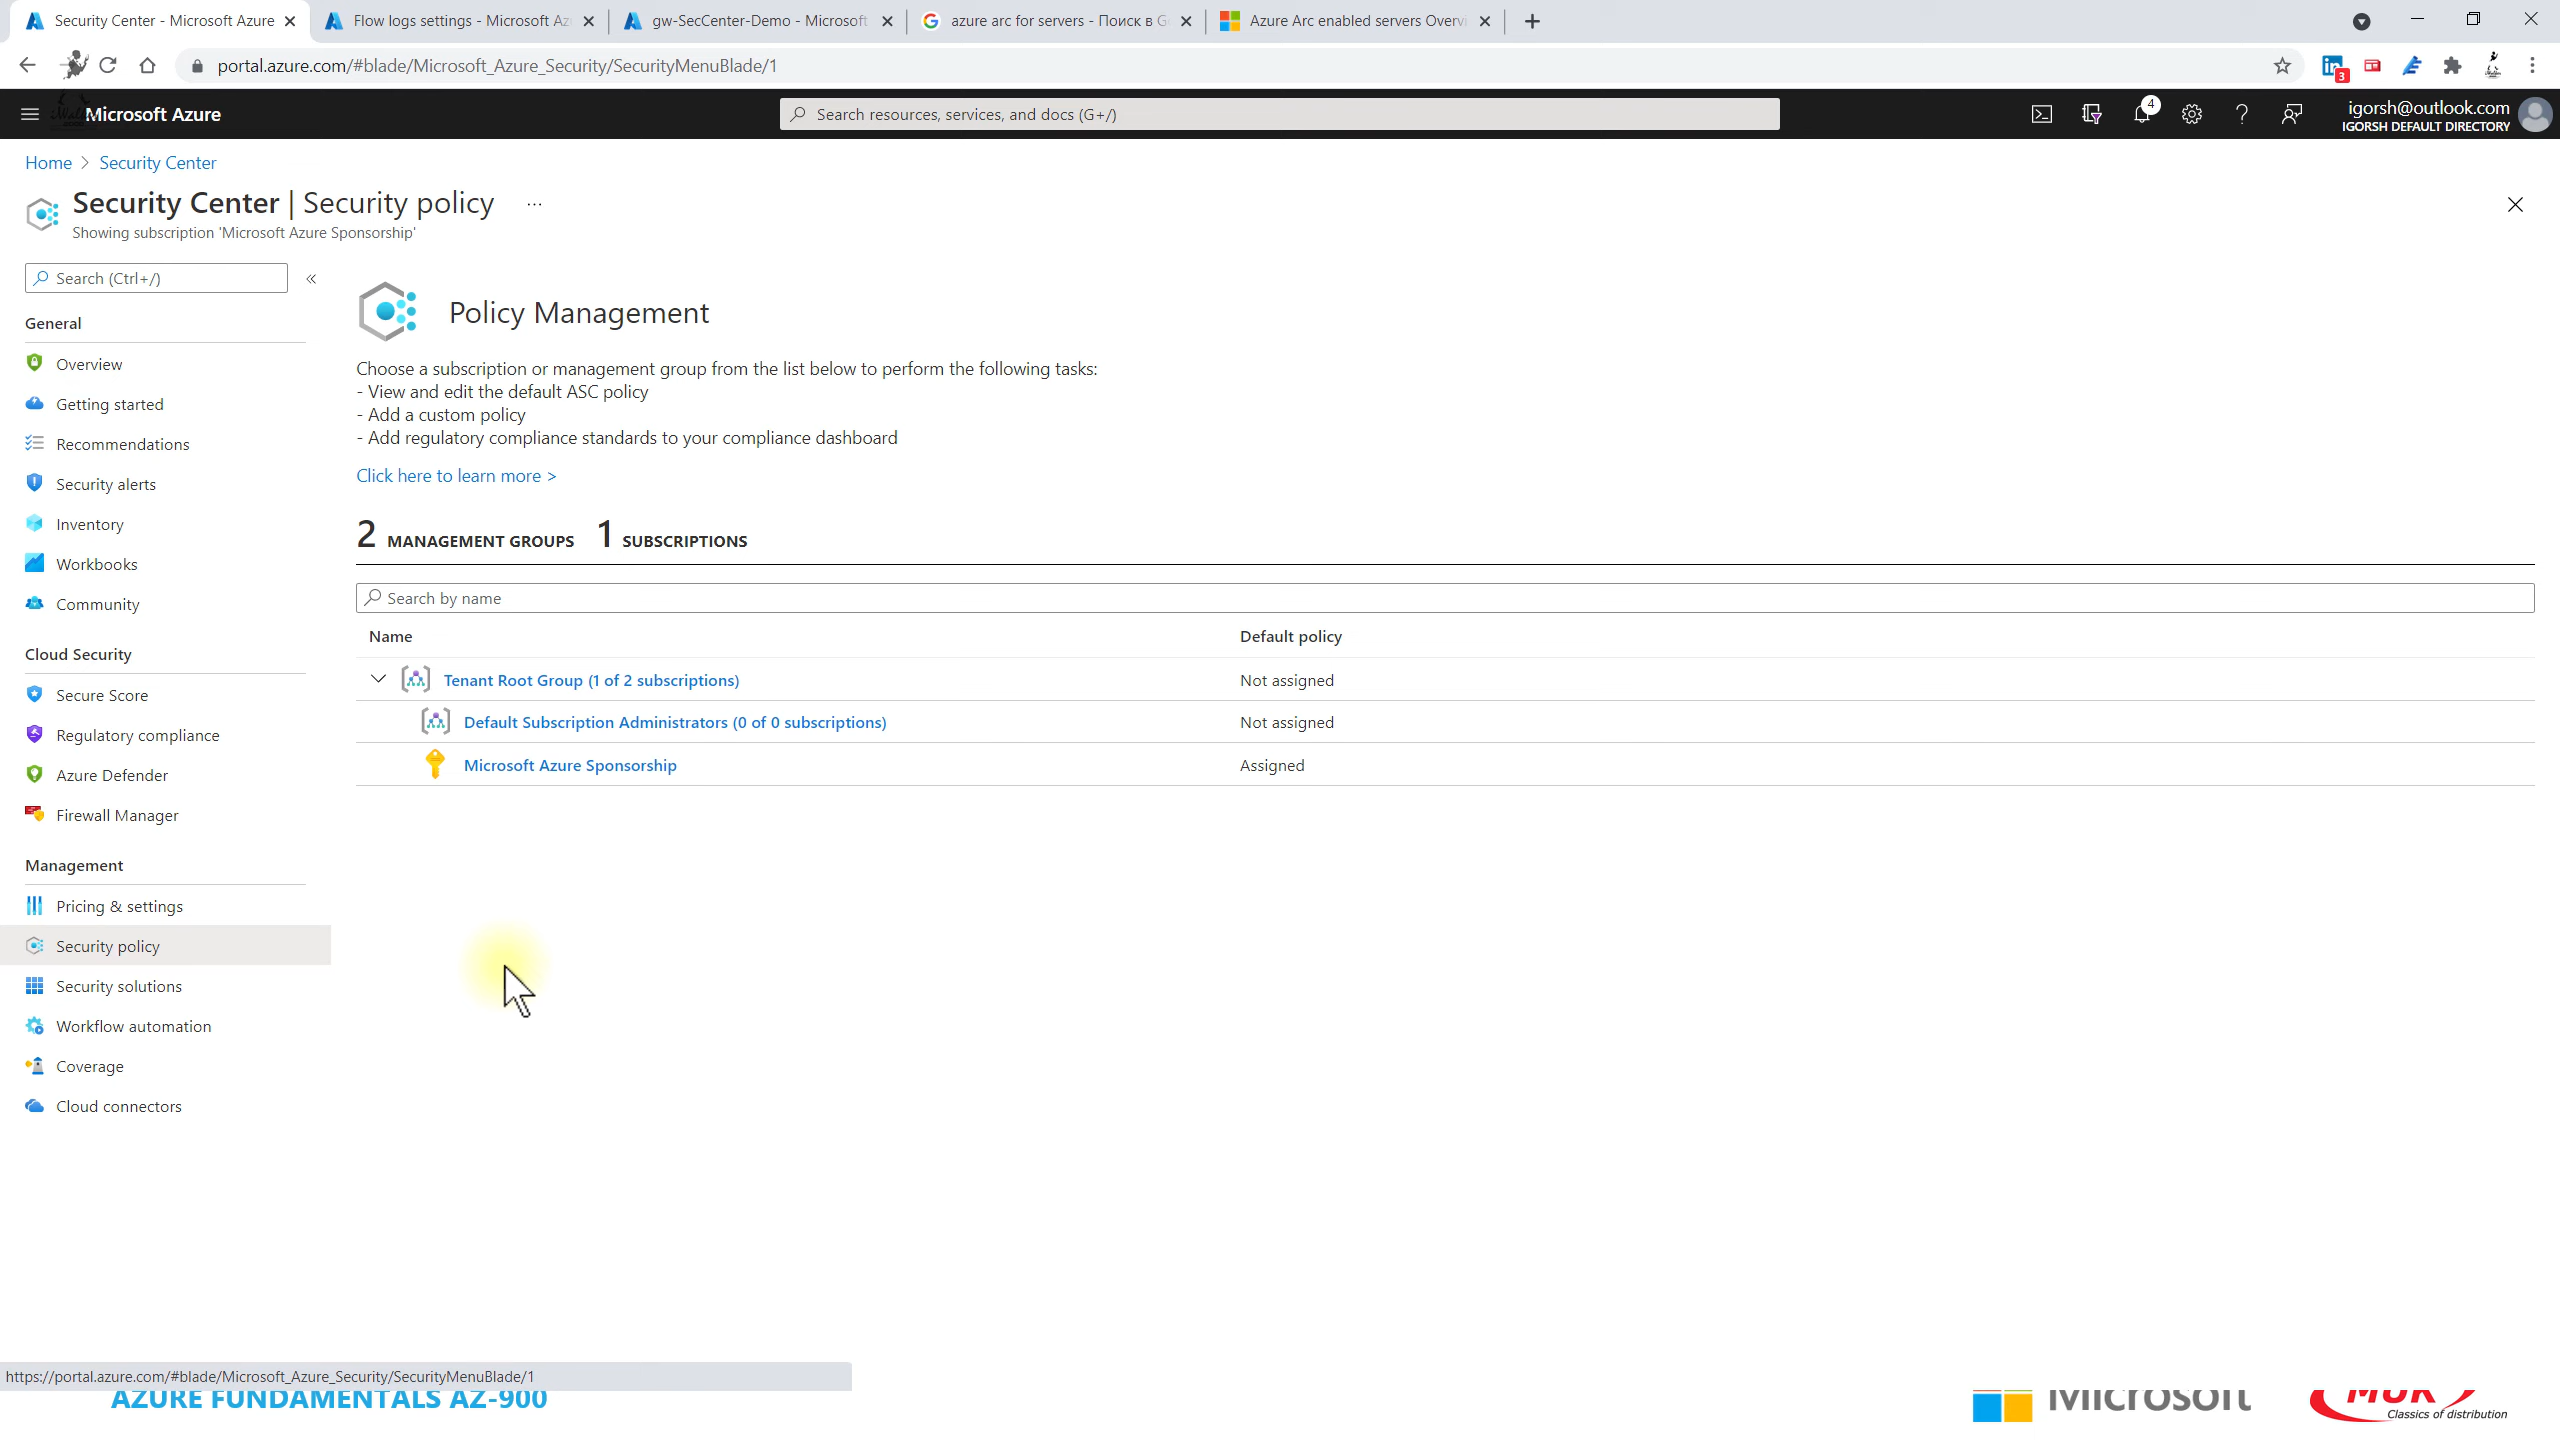 Security Center - Microsoft Azure
Flow logs settings - Microsoft Az
gw-SecCenter-Demo - Microsoft
azure arc for servers - Поиск в G
Azure Arc enabled servers Overvi
portal.azure.com/#blade/Microsoft_Azure_Security/SecurityMenuBlade/1
3
Microsoft Azure
Search resources, services, and docs (G+/)
4
igorsh@outlook.com
IGORSH DEFAULT DIRECTORY
Home > Security Center
Security Center | Security policy ...
Showing subscription 'Microsoft Azure Sponsorship'
Search (Ctrl+/)
«
General
Overview
Getting started
Recommendations
Security alerts
Inventory
Workbooks
Community
Cloud Security
Secure Score
Regulatory compliance
Azure Defender
Firewall Manager
Management
Pricing & settings
Security policy
Security solutions
Workflow automation
Coverage
Cloud connectors
Policy Management
Choose a subscription or management group from the list below to perform the following tasks:
- View and edit the default ASC policy
- Add a custom policy
- Add regulatory compliance standards to your compliance dashboard
Click here to learn more >
2 MANAGEMENT GROUPS 1 SUBSCRIPTIONS
Search by name
Name Default policy
Tenant Root Group (1 of 2 subscriptions) Not assigned
Default Subscription Administrators (0 of 0 subscriptions) Not assigned
Microsoft Azure Sponsorship Assigned
https://portal.azure.com/#blade/Microsoft_Azure_Security/SecurityMenuBlade/1
AZURE FUNDAMENTALS AZ-900
Microsoft
MUK
Classics of distribution